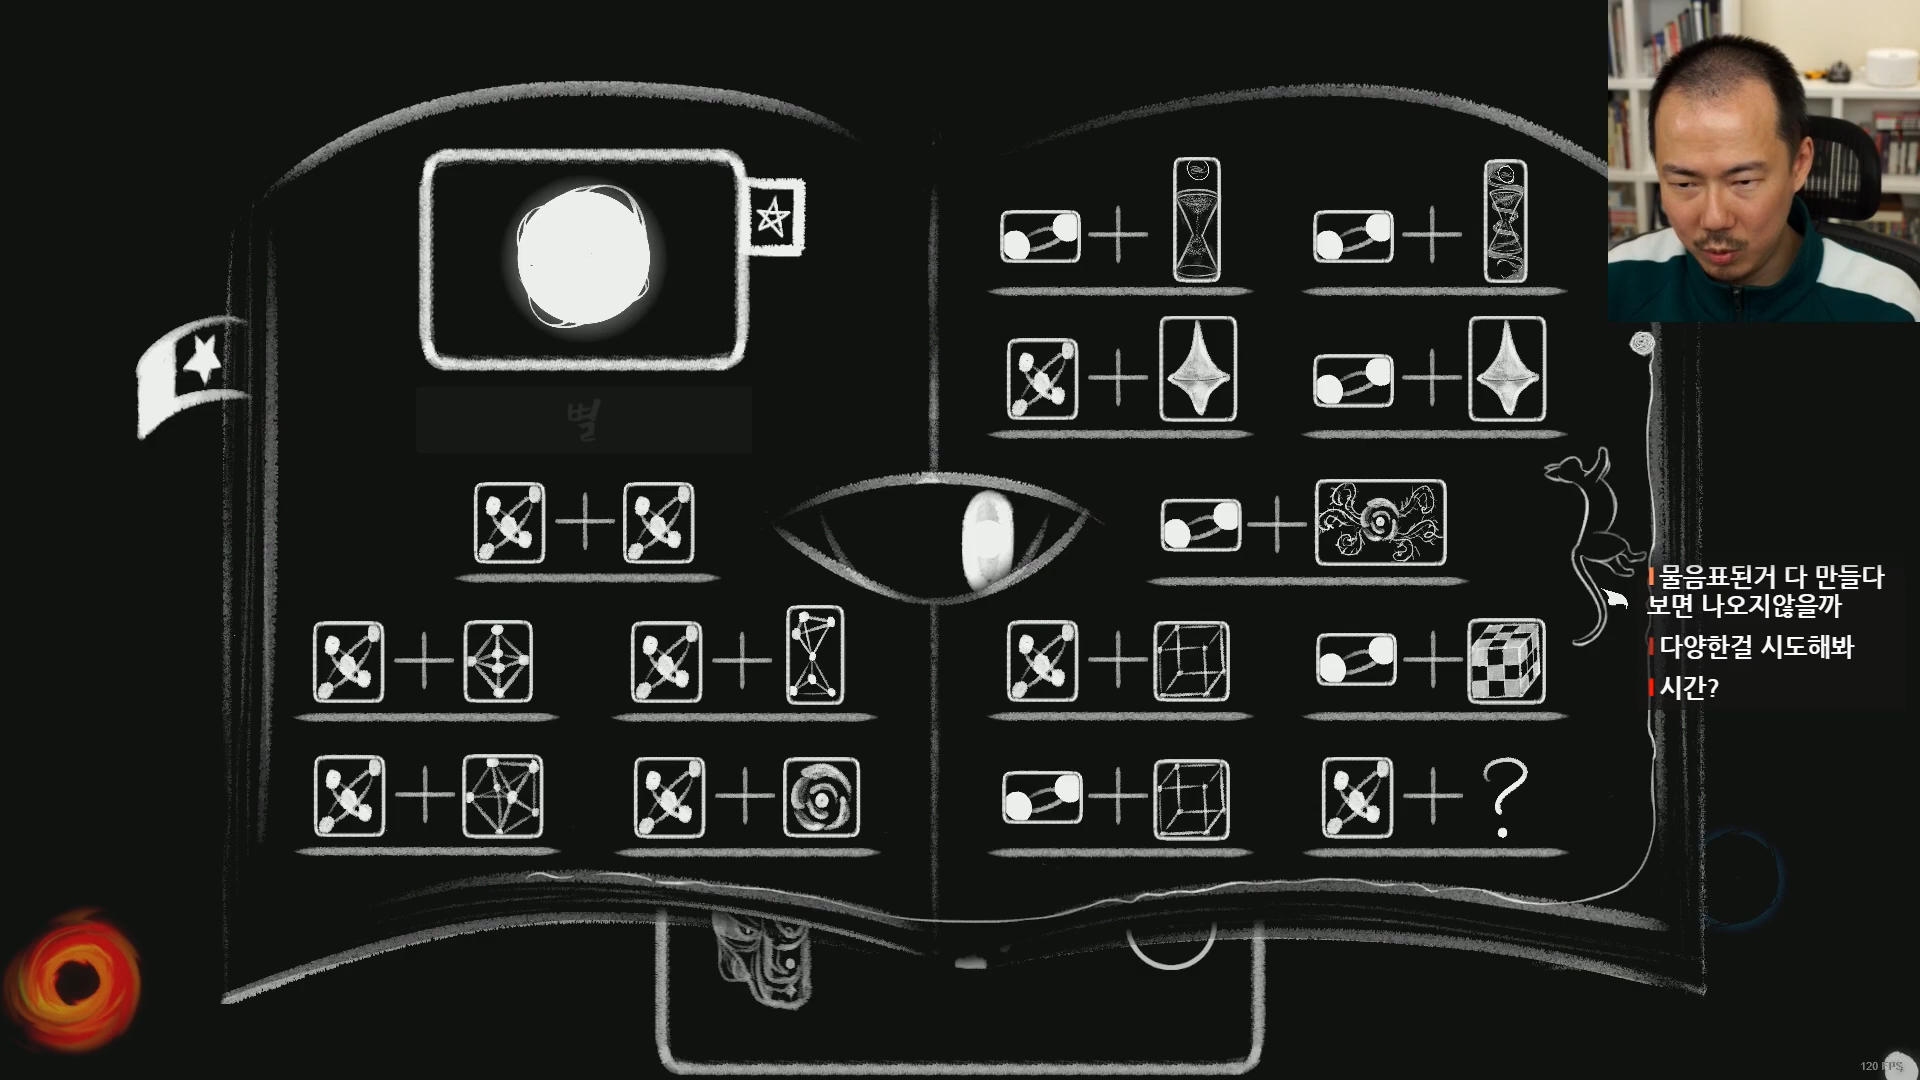 별
?
물음표된거 다 만들다
보면 나오지않을까
다양한걸 시도해봐
시간?
120 FPS